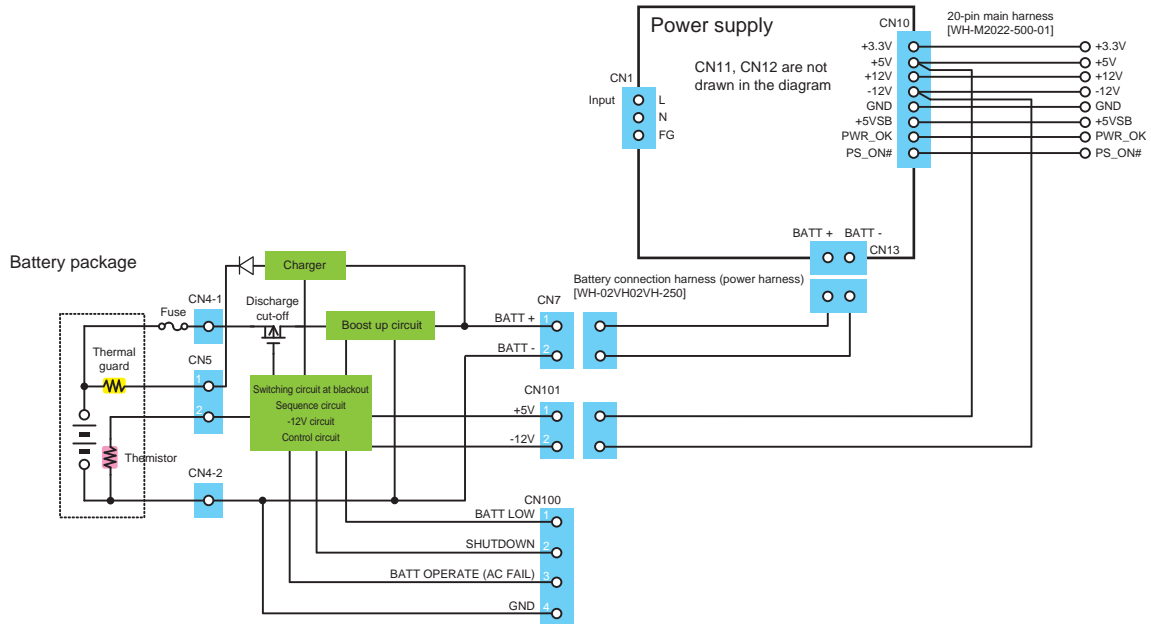 Power supply
CN11, CN12 are not
drawn in the diagram
CN1
Input
L
N
FG
CN10
+3.3V
+5V
+12V
-12V
GND
+5VSB
PWR_OK
PS_ON#
20-pin main harness
[WH-M2022-500-01]
+3.3V
+5V
+12V
-12V
GND
+5VSB
PWR_OK
PS_ON#
BATT + BATT -
CN13
Battery connection harness (power harness)
[WH-02VH02VH-250]
Battery package
Charger
Fuse
CN4-1
Discharge
cut-off
Boost up circuit
Thermal
guard
CN5
1
2
Switching circuit at blackout
Sequence circuit
-12V circuit
Control circuit
Themistor
CN4-2
CN7
BATT +
1
BATT -
2
CN101
+5V
1
-12V
2
CN100
BATT LOW
1
SHUTDOWN
2
BATT OPERATE (AC FAIL)
3
GND
4